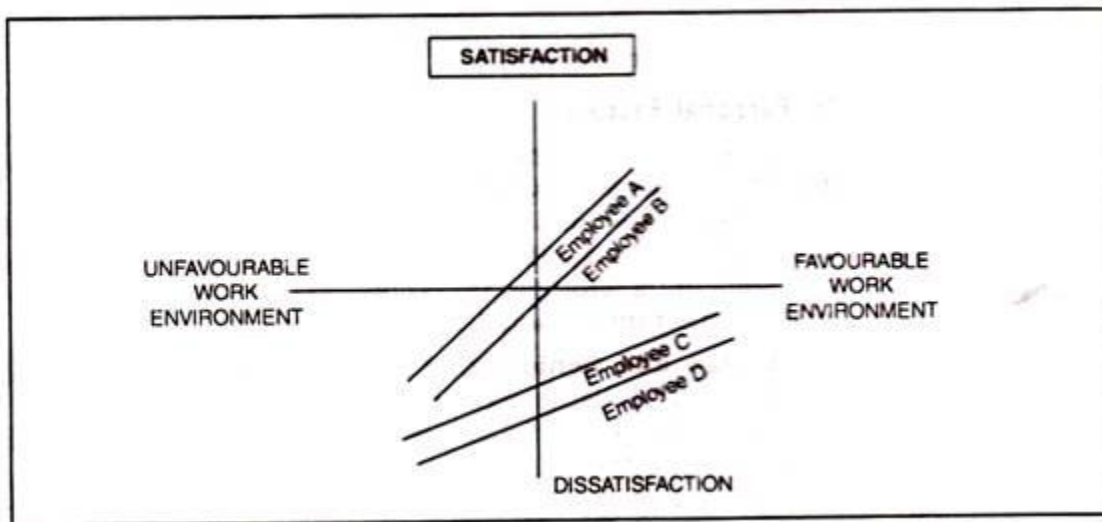 SATISFACTION
UNFAVOURABLE
WORK
ENVIRONMENT
FAVOURABLE
WORK
ENVIRONMENT
Employee A
Employee B
Employee C
Employee D
DISSATISFACTION